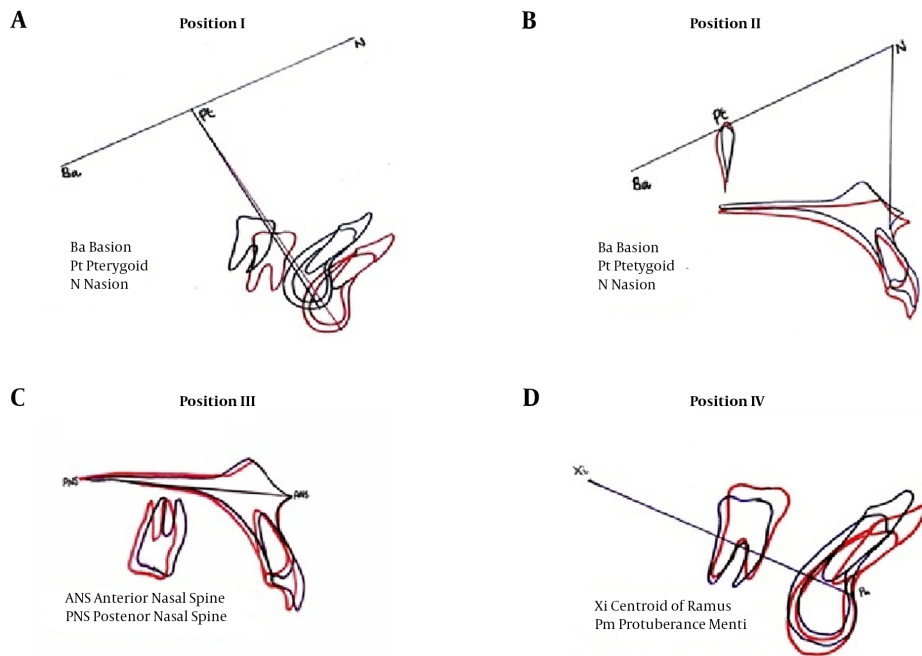 A
Position I
N
Pt
Ba
Ba Basion
Pt Pterygoid
N Nasion
B
Position II
N
Pt
Ba
Ba Basion
Pt Ptetygoid
N Nasion
C
Position III
PNS
ANS
ANS Anterior Nasal Spine
PNS Postenor Nasal Spine
D
Position IV
Xi
Pm
Xi Centroid of Ramus
Pm Protuberance Menti